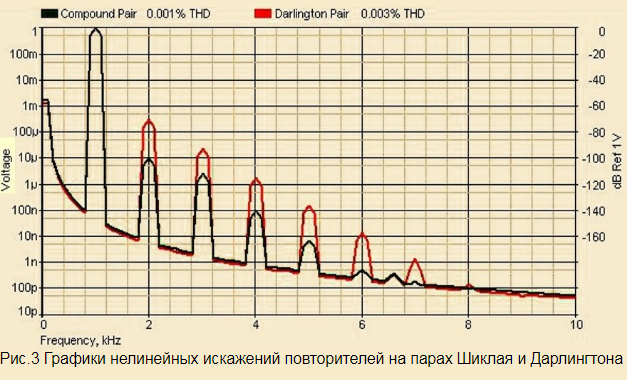 Compound Pair 0.001% THD Darlington Pair 0.003% THD
1 0
100m -20
10m -40
1m -60
100µ -80
10µ -100
1µ -120
100n -140
10n -160
1n
100p
10p
Voltage
dB Ref 1V
0 2 4 6 8 10
Frequency, kHz
Рис.3 Графики нелинейных искажений повторителей на парах Шиклая и Дарлингтона